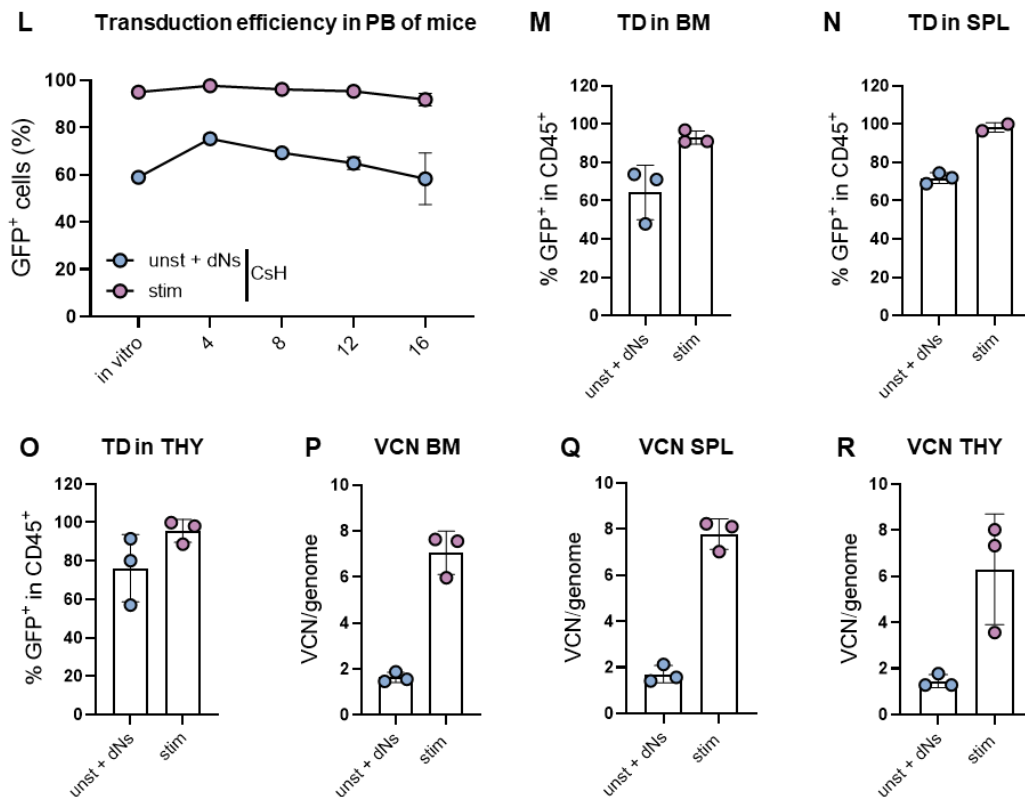 L Transduction efficiency in PB of mice
GFP+ cells (%)
100
80
60
40
20
0
unst + dNs
stim
CsH
in vitro
4
8
12
16
M TD in BM
% GFP+ in CD45+
120
100
80
60
40
20
0
unst + dNs
stim
N TD in SPL
% GFP+ in CD45+
120
100
80
60
40
20
0
unst + dNs
stim
O TD in THY
% GFP+ in CD45+
120
100
80
60
40
20
0
unst + dNs
stim
P VCN BM
VCN/genome
10
8
6
4
2
0
unst + dNs
stim
Q VCN SPL
VCN/genome
10
8
6
4
2
0
unst + dNs
stim
R VCN THY
VCN/genome
10
8
6
4
2
0
unst + dNs
stim